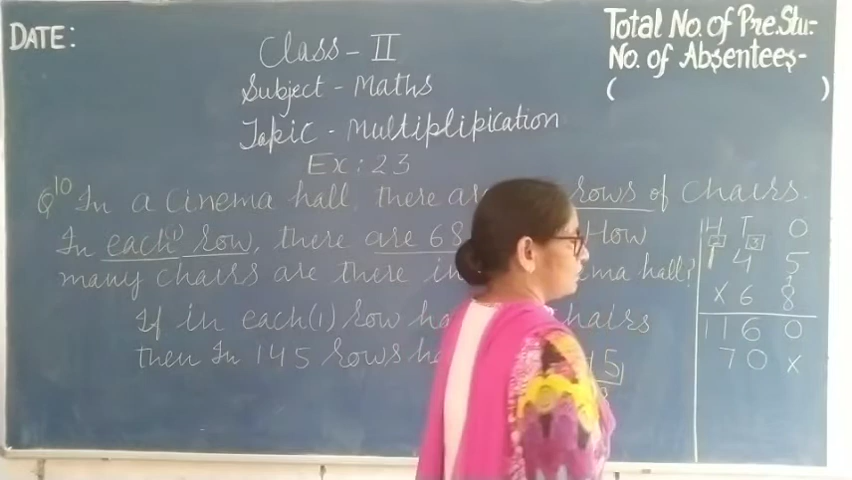 DATE:
Total No. of Pre. Stu:-
No. of Absentees-
( )
Class - II
Subject - Maths
Topic - Multiplipication
Ex: 23
Q10 In a cinema hall, there are rows of chairs.
In each row, there are 68 How
many chairs are there in hall?
If in each (1) row chairs
then In 145 rows
H T O
1 4 5
× 6 8
1 1 6 0
7 0 ×